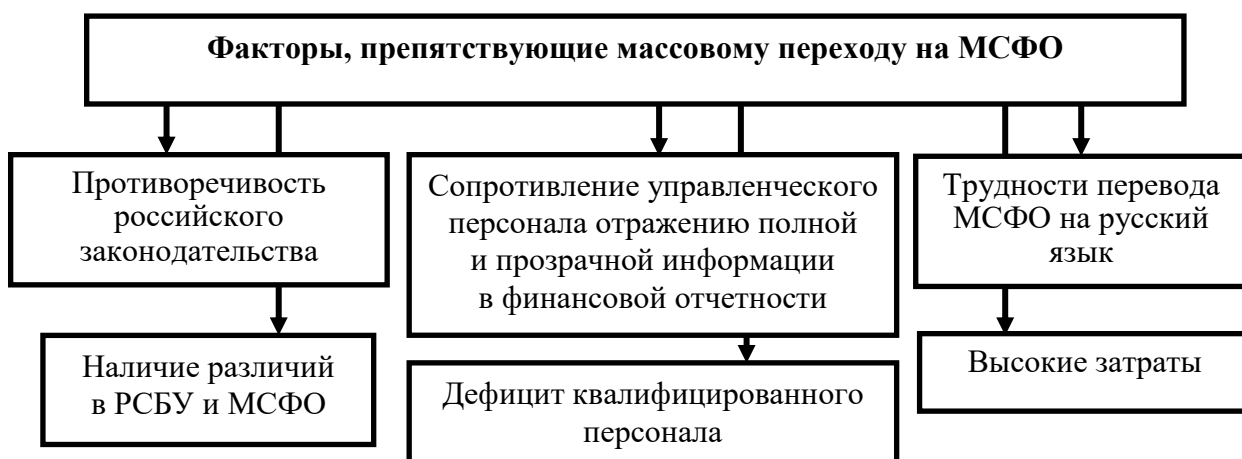 Факторы, препятствующие массовому переходу на МСФО
Противоречивость
российского
законодательства
Сопротивление управленческого
персонала отражению полной
и прозрачной информации
в финансовой отчетности
Трудности перевода
МСФО на русский
язык
Наличие различий
в РСБУ и МСФО
Дефицит квалифицированного
персонала
Высокие затраты